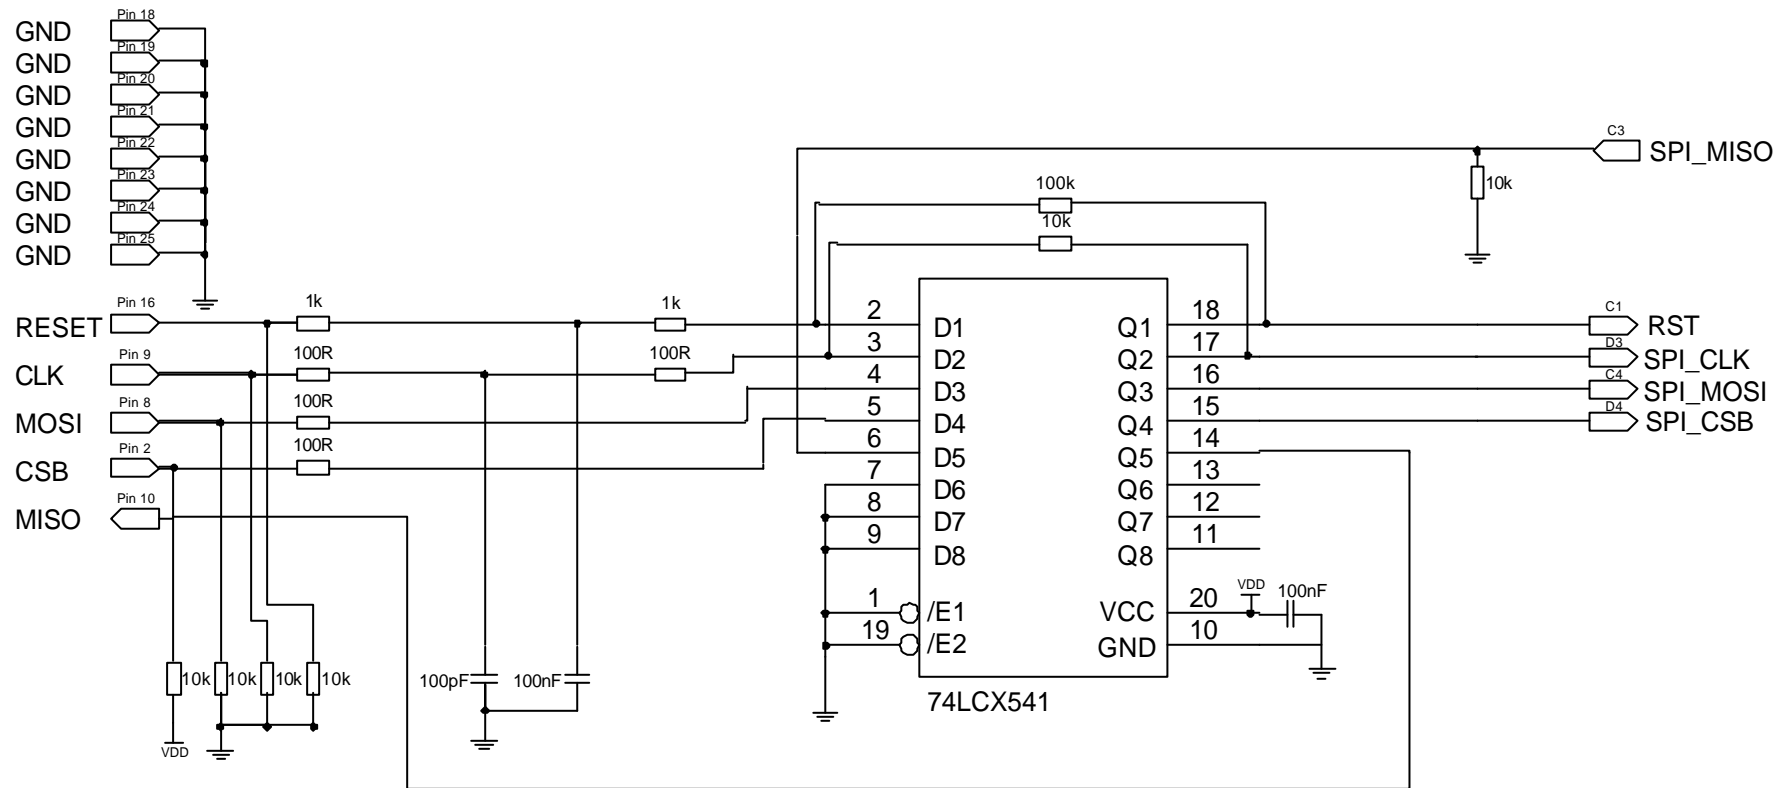 Pin 18
GND
Pin 19
GND
Pin 20
GND
Pin 21
GND
Pin 22
GND
Pin 23
GND
Pin 24
GND
Pin 25
GND
C3
SPI_MISO
10k
100k
10k
Pin 16
RESET
1k
1k
Pin 9
CLK
100R
100R
Pin 8
MOSI
100R
Pin 2
CSB
100R
Pin 10
MISO
2 D1 Q1 18
3 D2 Q2 17
4 D3 Q3 16
5 D4 Q4 15
6 D5 Q5 14
7 D6 Q6 13
8 D7 Q7 12
9 D8 Q8 11
1 /E1 VCC 20
19 /E2 GND 10
74LCX541
C1
RST
D3
SPI_CLK
C4
SPI_MOSI
D4
SPI_CSB
VDD
100nF
10k
10k
10k
10k
100pF
100nF
VDD